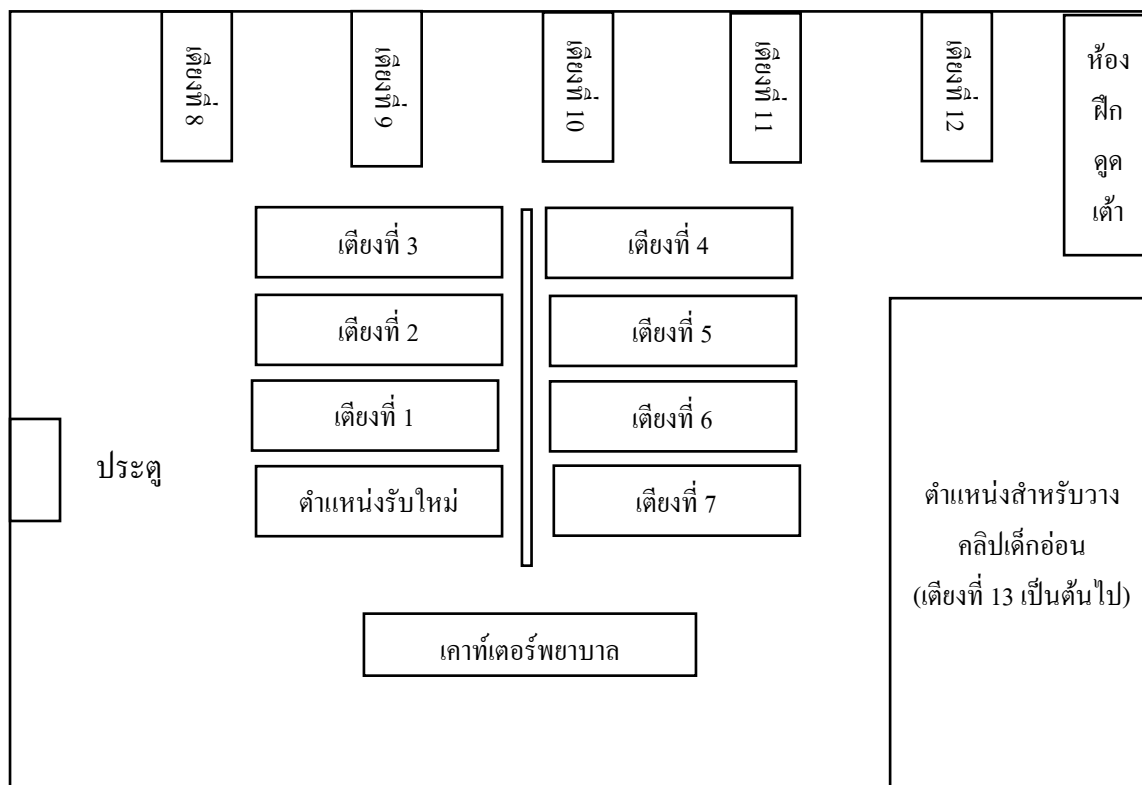 เตียงที่ 8
เตียงที่ 9
เตียงที่ 10
เตียงที่ 11
เตียงที่ 12
ห้อง
ฝึก
ดูด
เต้า
เตียงที่ 3
เตียงที่ 4
เตียงที่ 2
เตียงที่ 5
เตียงที่ 1
เตียงที่ 6
ประตู
ตำแหน่งรับใหม่
เตียงที่ 7
ตำแหน่งสำหรับวาง
คลิปเด็กอ่อน
(เตียงที่ 13 เป็นต้นไป)
เคาท์เตอร์พยาบาล